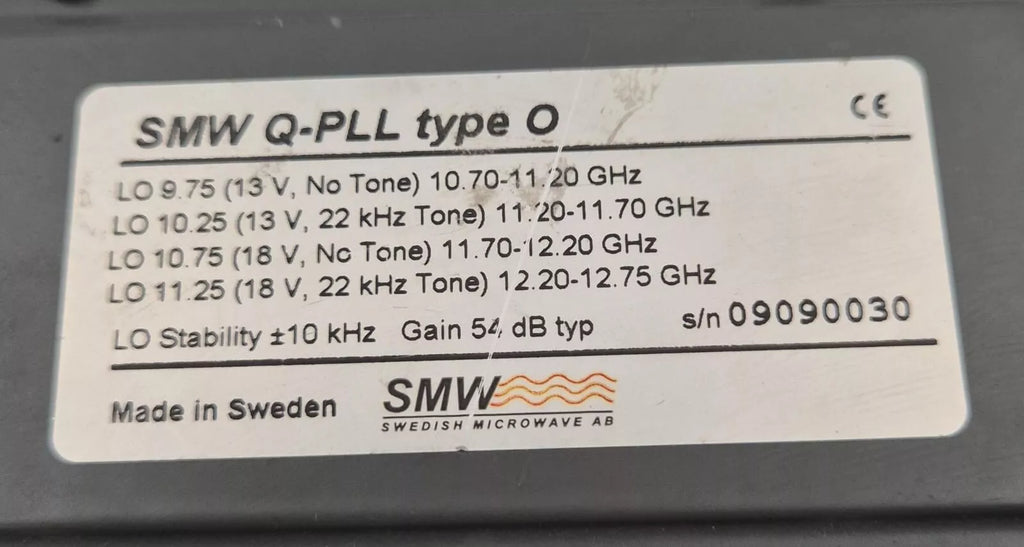 SMW Q-PLL type O
CE
LO 9.75 (13 V, No Tone) 10.70-11.20 GHz
LO 10.25 (13 V, 22 kHz Tone) 11.20-11.70 GHz
LO 10.75 (18 V, No Tone) 11.70-12.20 GHz
LO 11.25 (18 V, 22 kHz Tone) 12.20-12.75 GHz
LO Stability ±10 kHz Gain 54 dB typ s/n 09090030
Made in Sweden
SMW
SWEDISH MICROWAVE AB